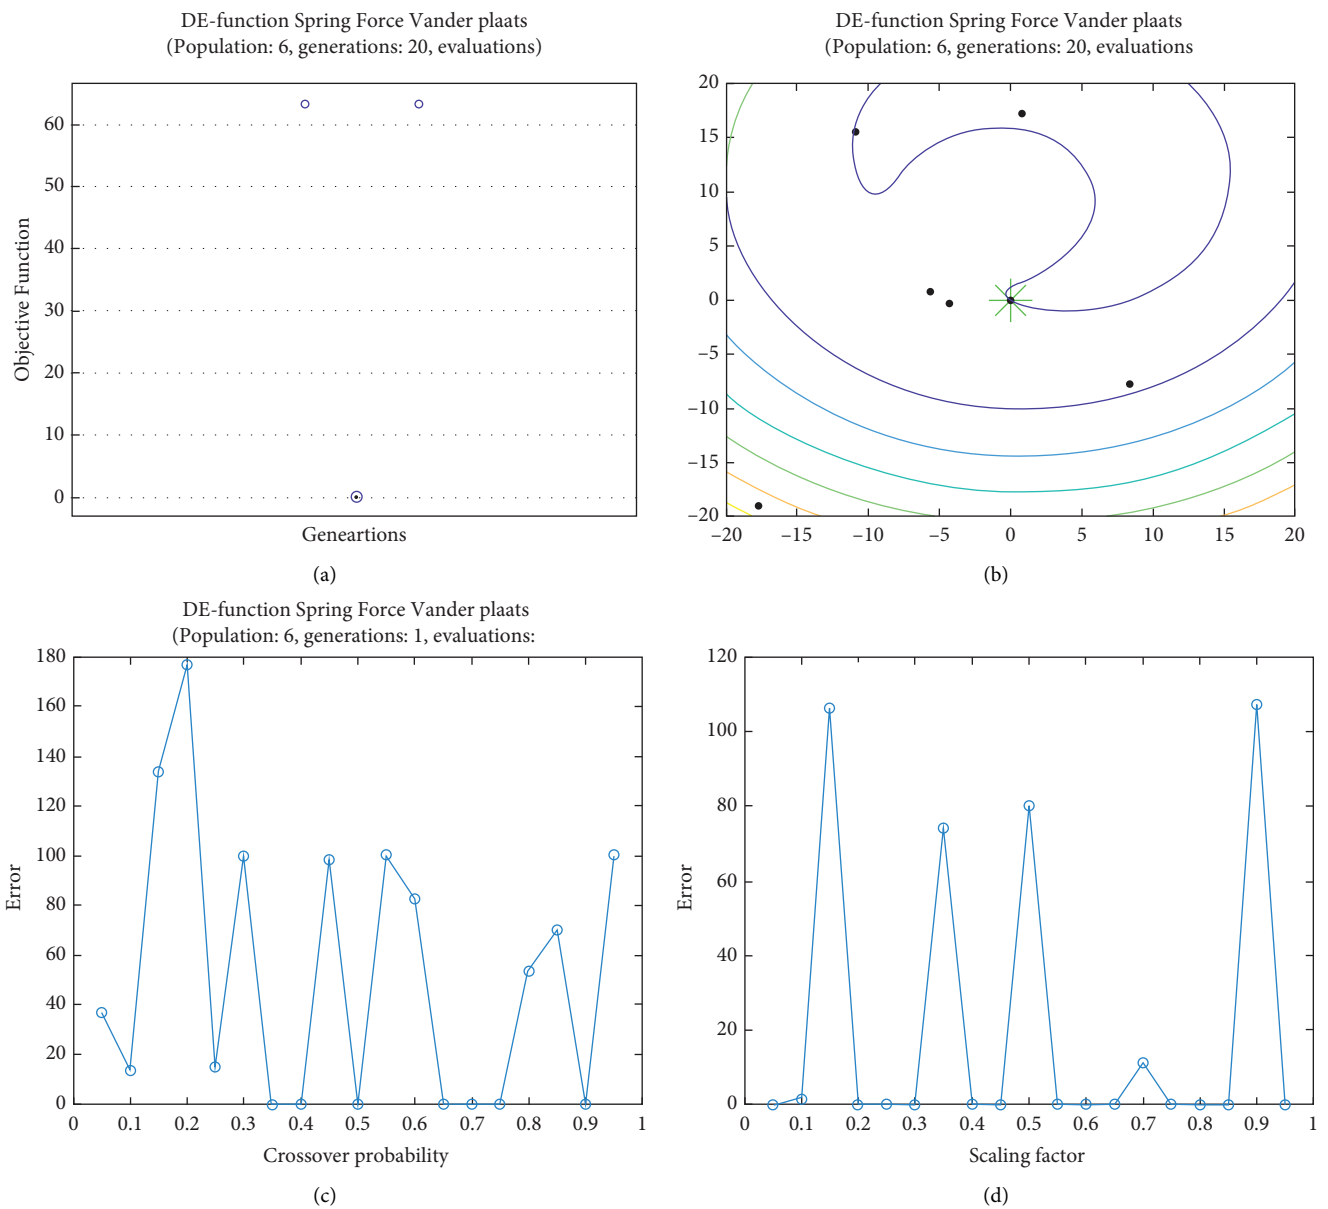 DE-function Spring Force Vander plaats
(Population: 6, generations: 20, evaluations)
60
50
40
30
20
10
0
Objective Function
Geneartions
(a)
DE-function Spring Force Vander plaats
(Population: 6, generations: 20, evaluations
20
15
10
5
0
−5
−10
−15
−20
−20 −15 −10 −5 0 5 10 15 20
(b)
DE-function Spring Force Vander plaats
(Population: 6, generations: 1, evaluations:
180
160
140
120
100
80
60
40
20
0
Error
0 0.1 0.2 0.3 0.4 0.5 0.6 0.7 0.8 0.9 1
Crossover probability
(c)
120
100
80
60
40
20
0
Error
0 0.1 0.2 0.3 0.4 0.5 0.6 0.7 0.8 0.9 1
Scaling factor
(d)